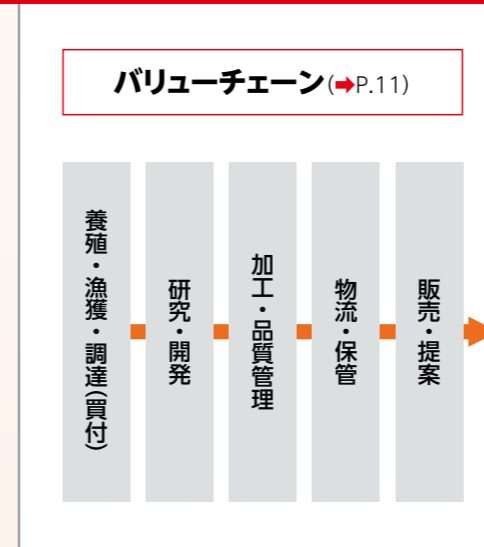 バリューチェーン(➡P.11)
養殖・漁獲・調達(買付)
研究・開発
加工・品質管理
物流・保管
販売・提案